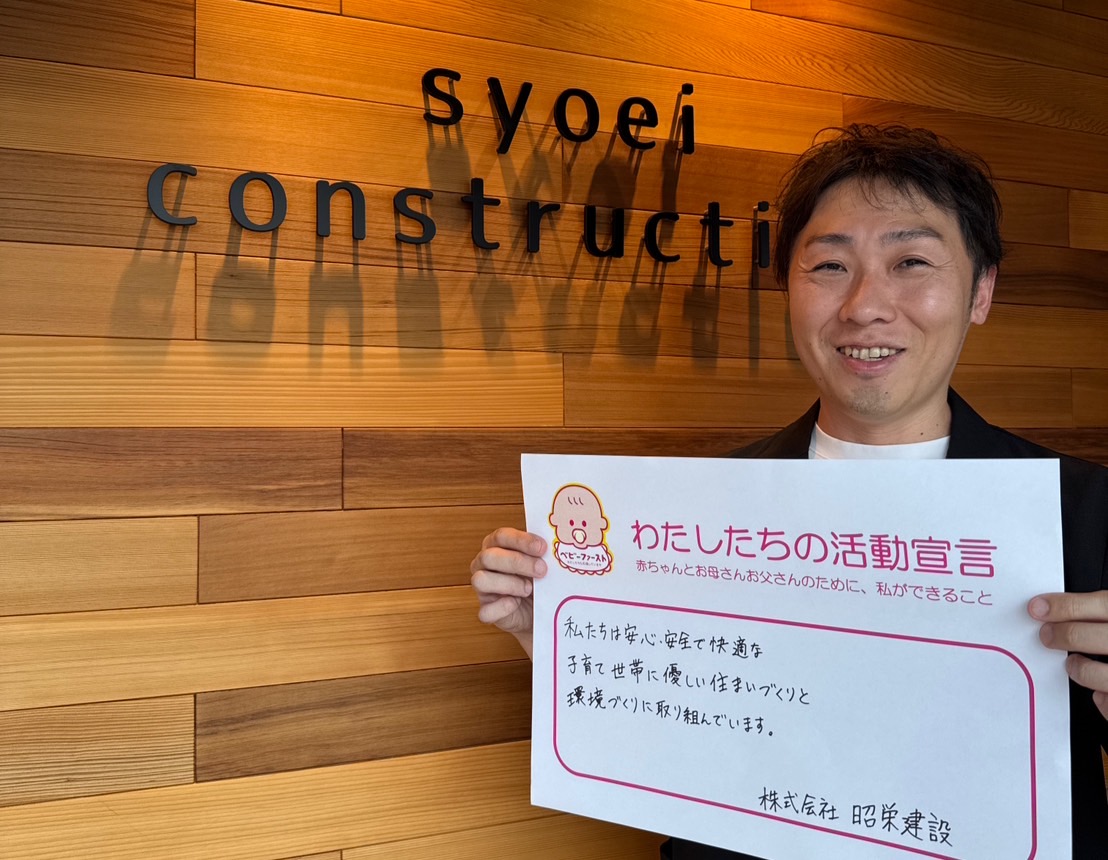 syoei
constructi
ベビーファースト
わたしたちの活動宣言
赤ちゃんとお母さんお父さんのために、私ができること
私たちは安心・安全で快適な
子育て世帯に優しい住まいづくりと
環境づくりに取り組んでいます。
株式会社 昭栄建設